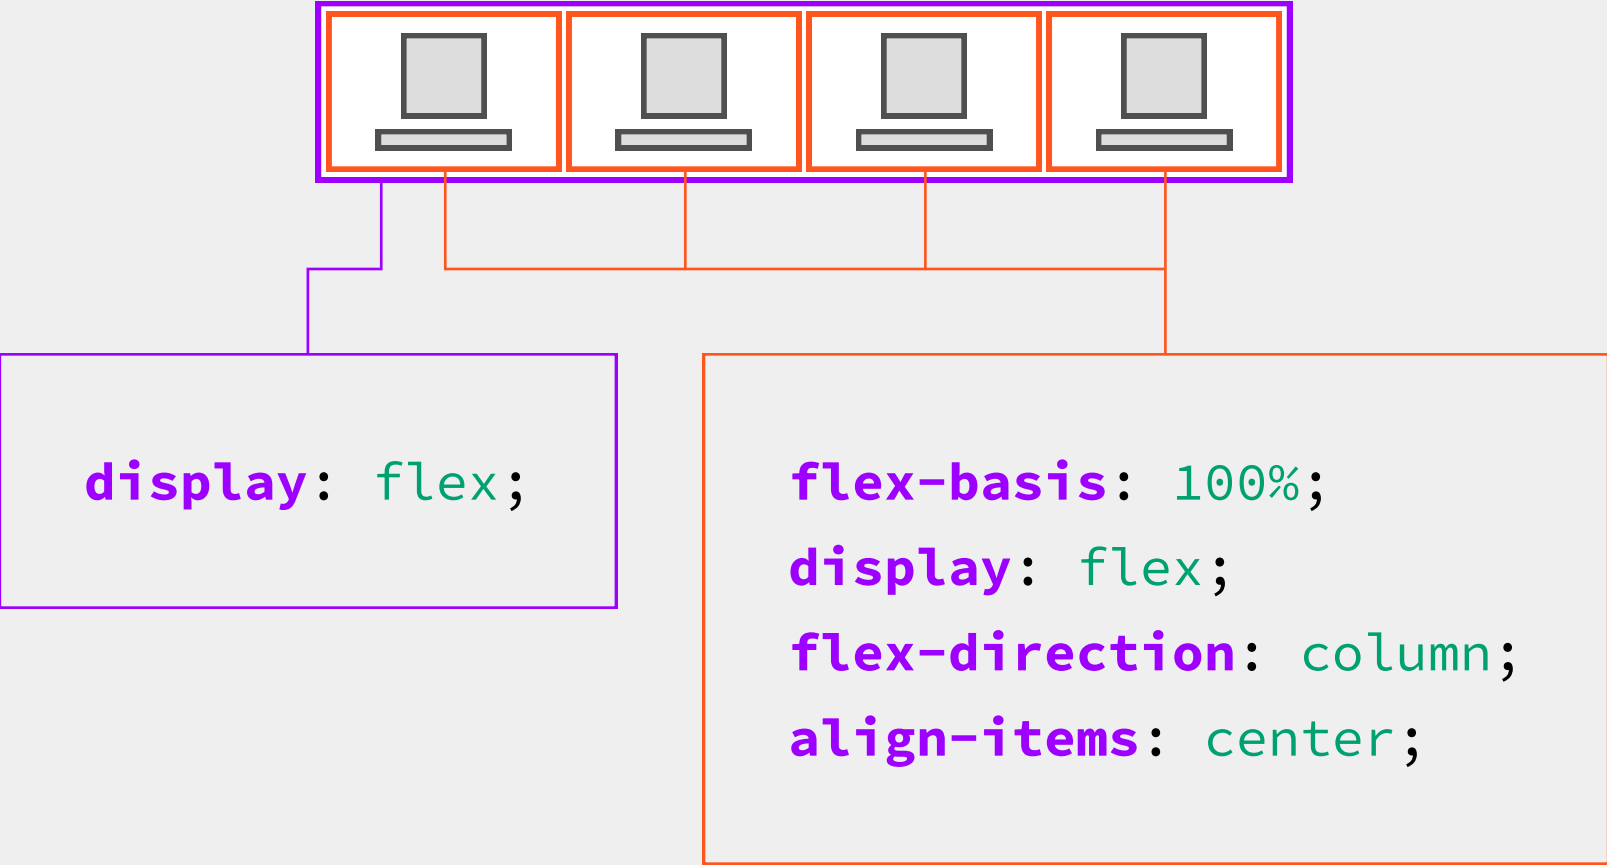 display: flex;
flex-basis: 100%;
display: flex;
flex-direction: column;
align-items: center;